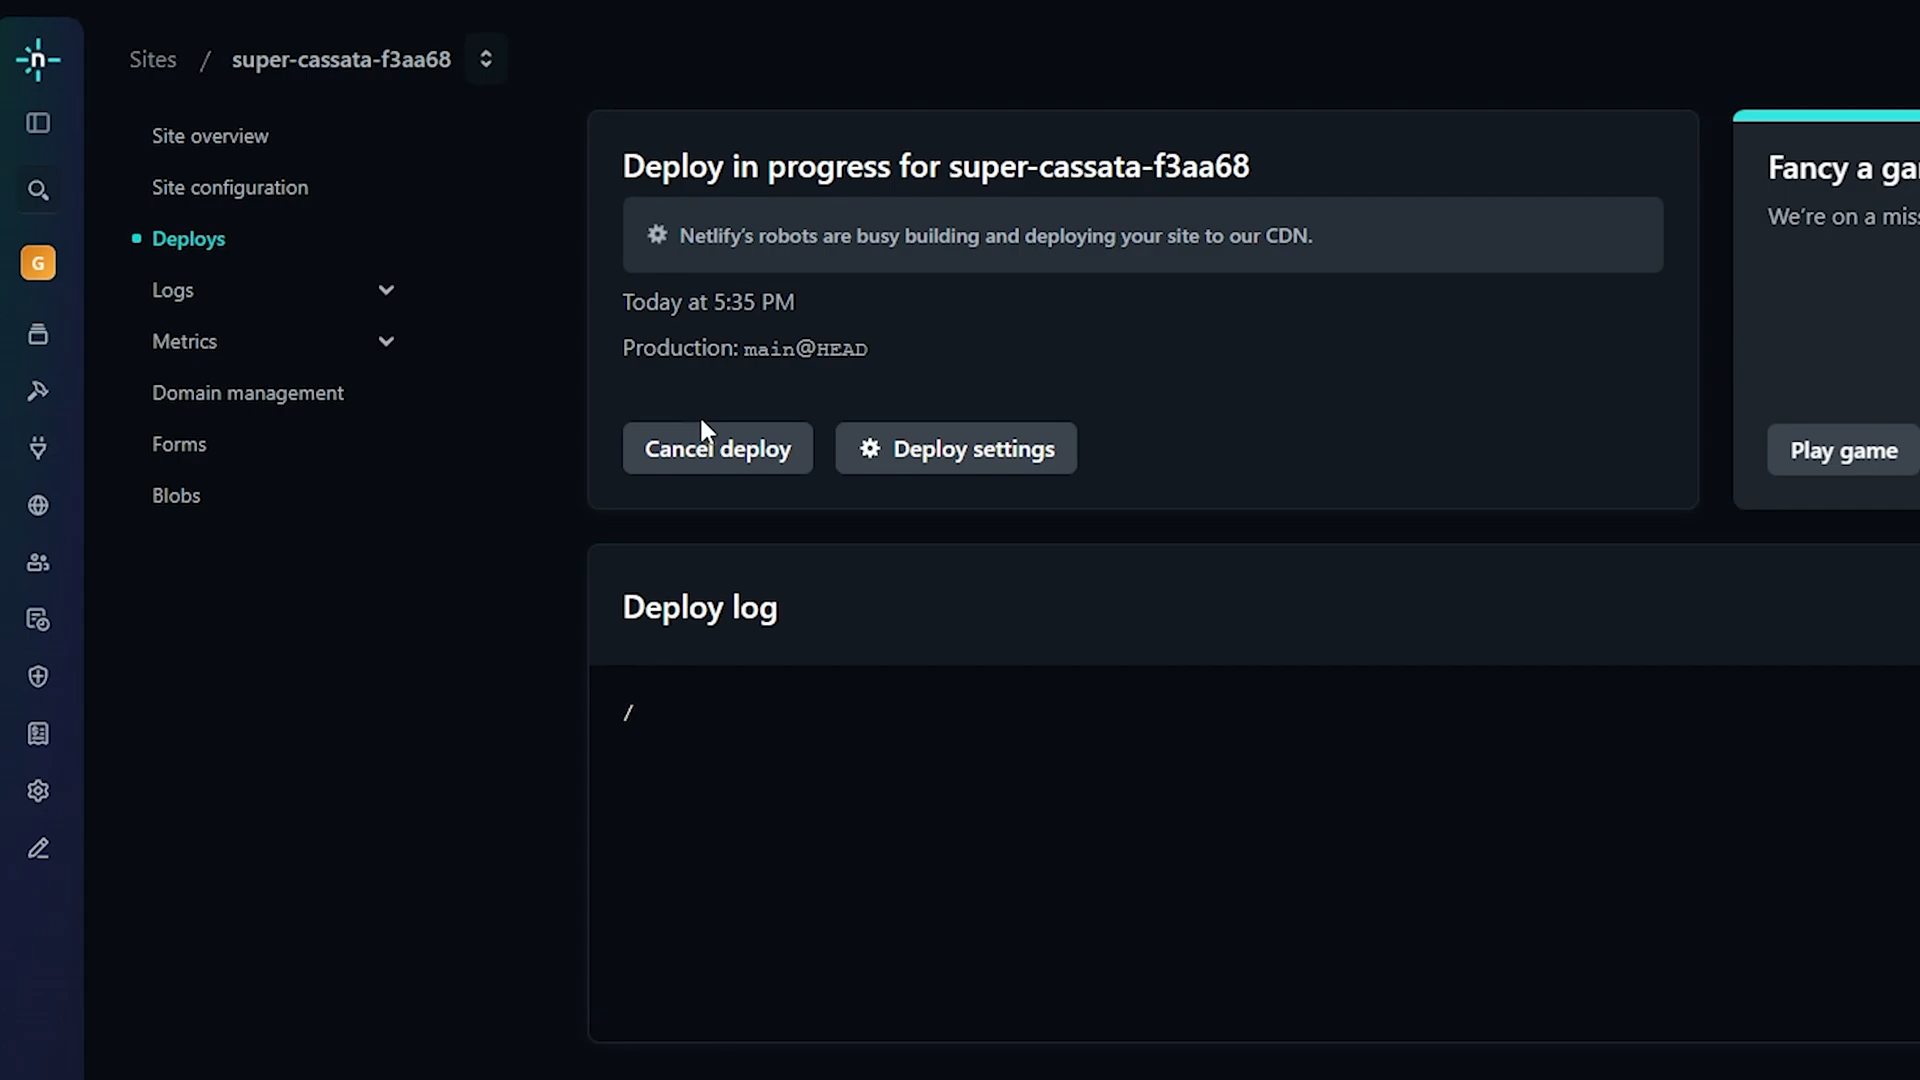 Sites / super-cassata-f3aa68
Site overview
Site configuration
Deploys
Logs
Metrics
Domain management
Forms
Blobs
n
G
Deploy in progress for super-cassata-f3aa68
Netlify's robots are busy building and deploying your site to our CDN.
Today at 5:35 PM
Production: main@HEAD
Cancel deploy
Deploy settings
Fancy a ga
We're on a miss
Play game
Deploy log
/